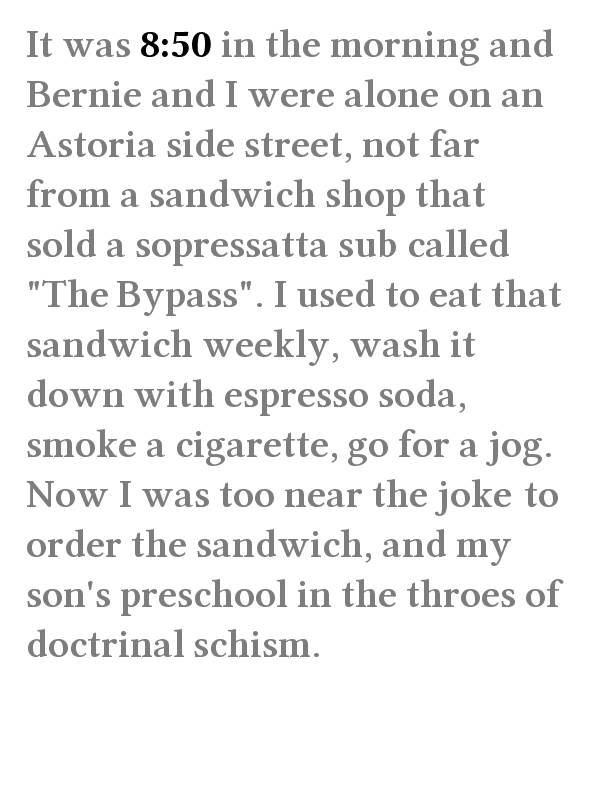 It was 8:50 in the morning and
Bernie and I were alone on an
Astoria side street, not far
from a sandwich shop that
sold a sopressatta sub called
"The Bypass". I used to eat that
sandwich weekly, wash it
down with espresso soda,
smoke a cigarette, go for a jog.
Now I was too near the joke to
order the sandwich, and my
son's preschool in the throes of
doctrinal schism.